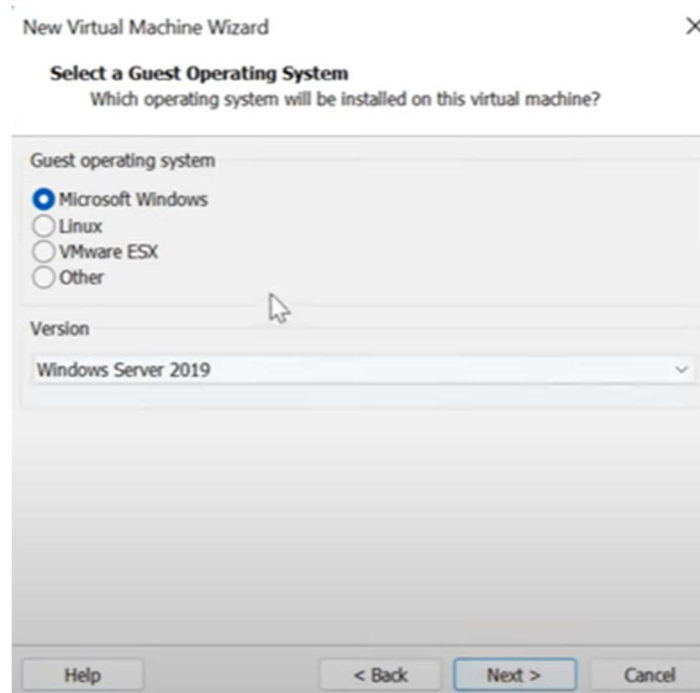 New Virtual Machine Wizard
Select a Guest Operating System
Which operating system will be installed on this virtual machine?
Guest operating system
Microsoft Windows
Linux
VMware ESX
Other
Version
Windows Server 2019
Help
< Back
Next >
Cancel